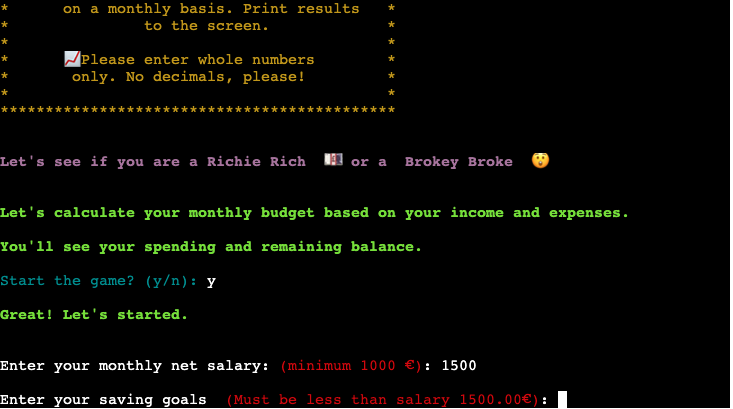 * on a monthly basis. Print results *
* to the screen. *
* *
* 📈Please enter whole numbers *
* only. No decimals, please! *
* *
********************************************
Let's see if you are a Richie Rich 💶 or a Brokey Broke 😲
Let's calculate your monthly budget based on your income and expenses.
You'll see your spending and remaining balance.
Start the game? (y/n): y
Great! Let's started.
Enter your monthly net salary: (minimum 1000 €): 1500
Enter your saving goals (Must be less than salary 1500.00€):